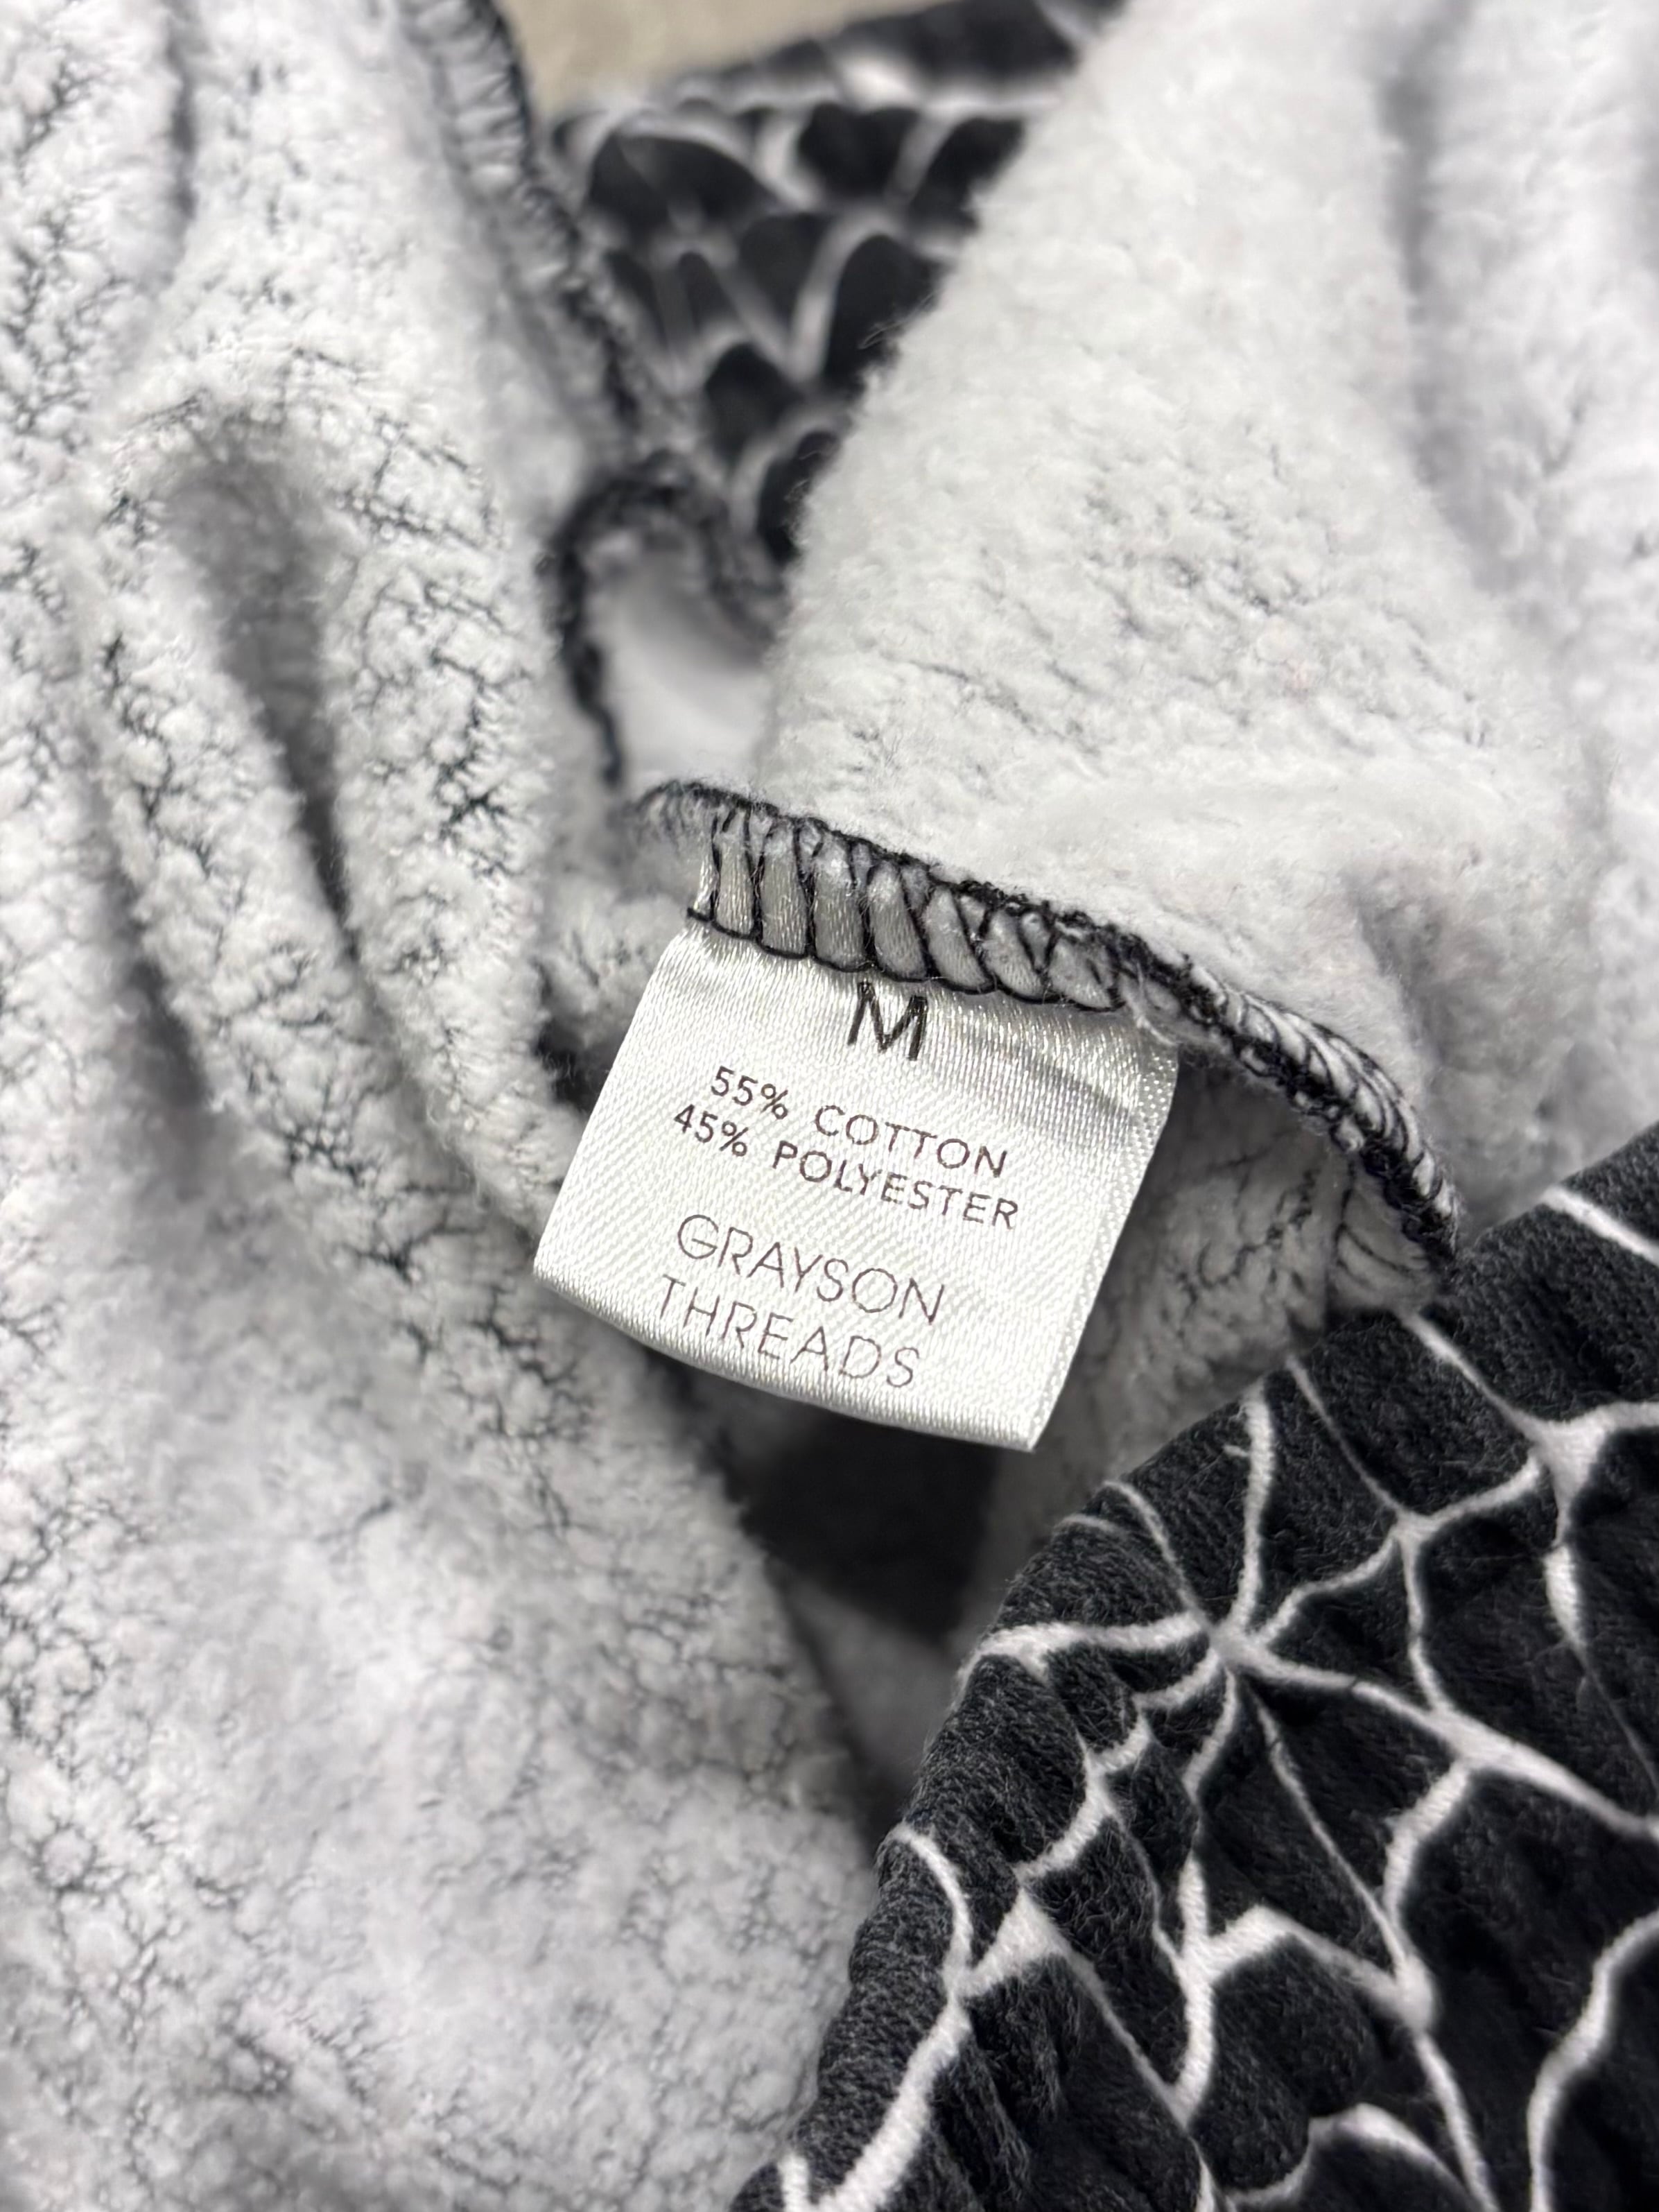 M
55% COTTON
45% POLYESTER
GRAYSON
THREADS